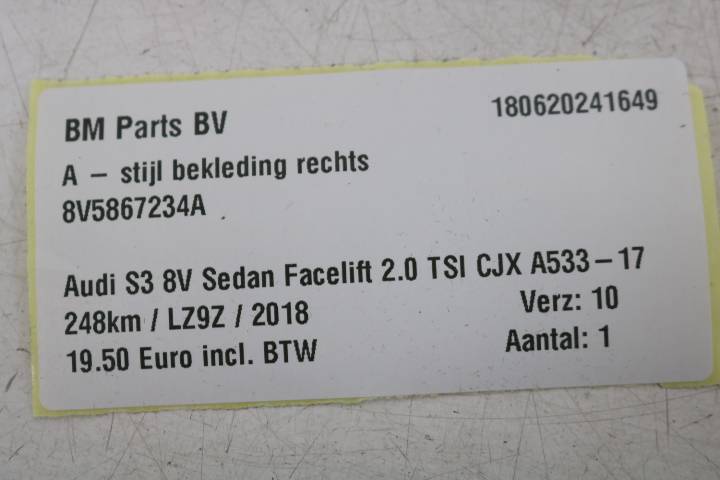 BM Parts BV 180620241649
A – stijl bekleding rechts
8V5867234A
Audi S3 8V Sedan Facelift 2.0 TSI CJX A533–17
248km / LZ9Z / 2018 Verz: 10
19.50 Euro incl. BTW Aantal: 1